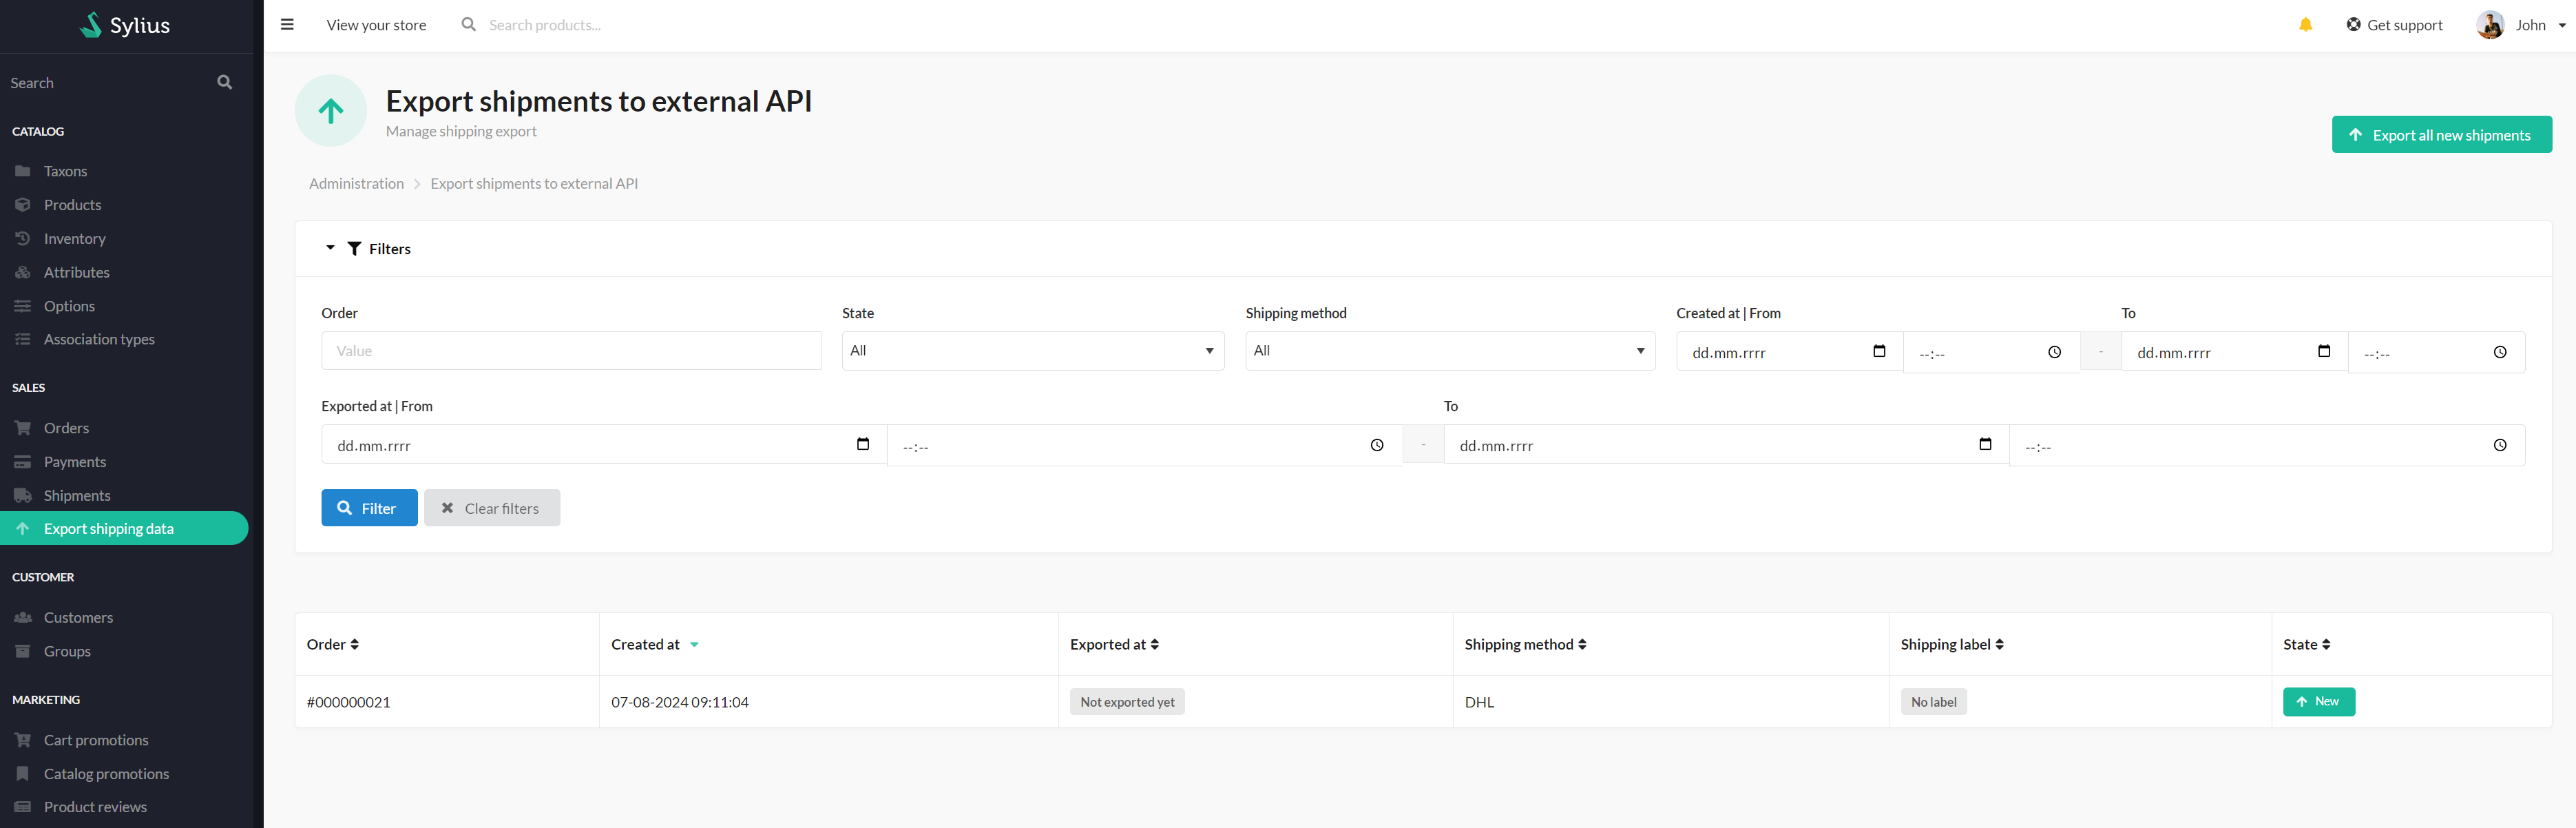 Sylius
View your store
Search products...
Get support
John
Search
CATALOG
Taxons
Products
Inventory
Attributes
Options
Association types
SALES
Orders
Payments
Shipments
Export shipping data
CUSTOMER
Customers
Groups
MARKETING
Cart promotions
Catalog promotions
Product reviews
Export shipments to external API
Manage shipping export
Export all new shipments
Administration > Export shipments to external API
Filters
Order State Shipping method Created at | From To
Value All All dd.mm.rrrr --:-- - dd.mm.rrrr --:--
Exported at | From To
dd.mm.rrrr --:-- - dd.mm.rrrr --:--
Filter Clear filters
Order Created at Exported at Shipping method Shipping label State
#000000021 07-08-2024 09:11:04 Not exported yet DHL No label New